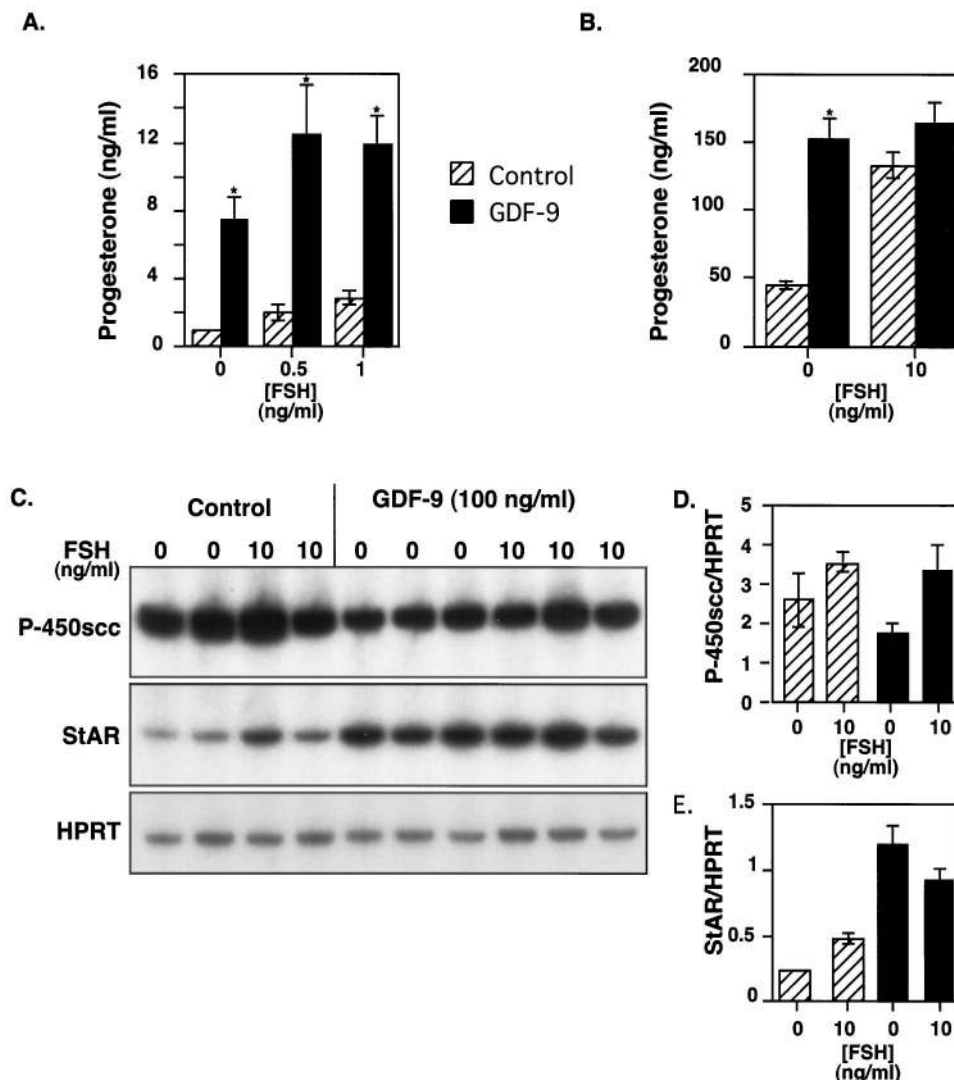 A.
16
12
8
4
0
Progesterone (ng/ml)
* * *
0 0.5 1
[FSH]
(ng/ml)
Control
GDF-9
B.
200
150
100
50
0
Progesterone (ng/ml)
*
0 10
[FSH]
(ng/ml)
C.
Control GDF-9 (100 ng/ml)
FSH 0 0 10 10 0 0 0 10 10 10
(ng/ml)
P-450scc
StAR
HPRT
D.
P-450scc/HPRT
5
4
3
2
1
0
0 10 0 10
[FSH]
(ng/ml)
E.
StAR/HPRT
1.5
1
0.5
0
0 10 0 10
[FSH]
(ng/ml)